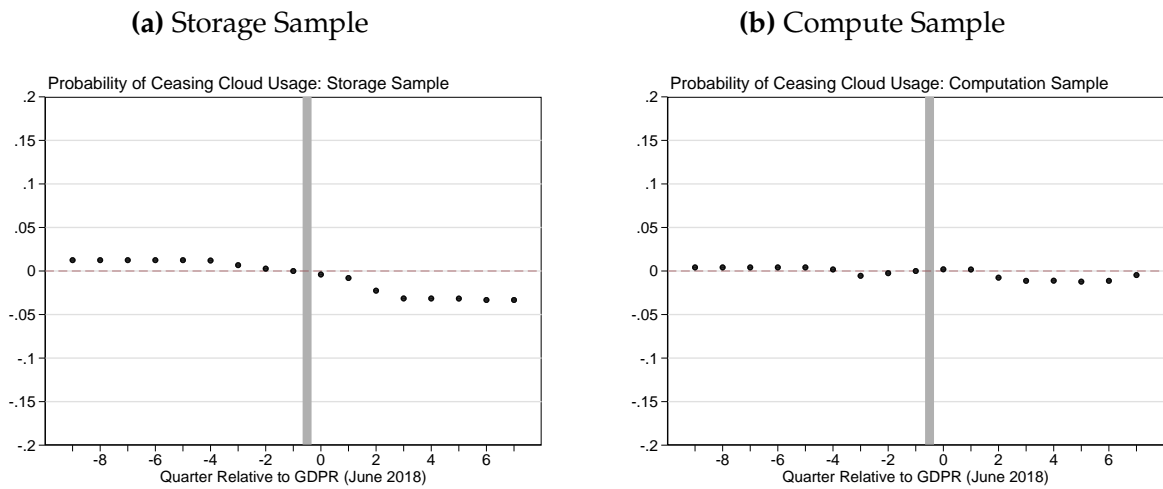 (a) Storage Sample
Probability of Ceasing Cloud Usage: Storage Sample
.2
.15
.1
.05
0
-.05
-.1
-.15
-.2
-8 -6 -4 -2 0 2 4 6
Quarter Relative to GDPR (June 2018)
(b) Compute Sample
Probability of Ceasing Cloud Usage: Computation Sample
.2
.15
.1
.05
0
-.05
-.1
-.15
-.2
-8 -6 -4 -2 0 2 4 6
Quarter Relative to GDPR (June 2018)